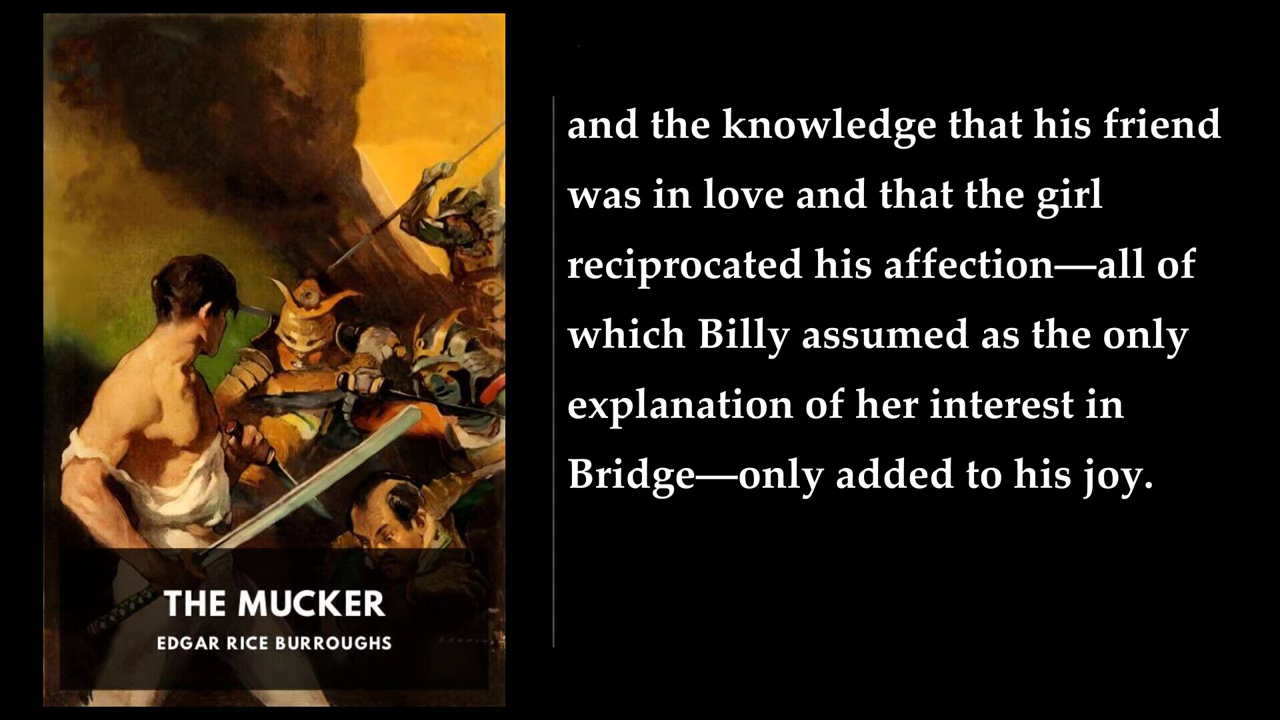 THE MUCKER
EDGAR RICE BURROUGHS
and the knowledge that his friend
was in love and that the girl
reciprocated his affection—all of
which Billy assumed as the only
explanation of her interest in
Bridge—only added to his joy.